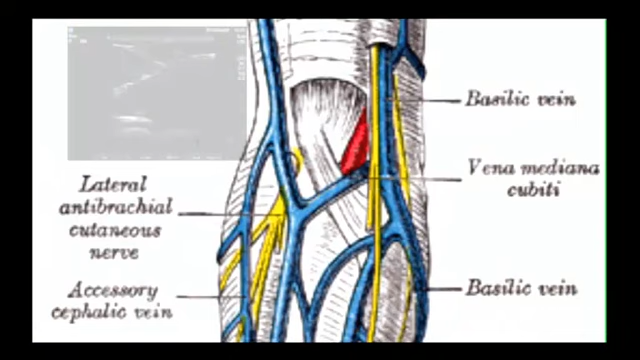 Basilic vein
Vena mediana
cubiti
Lateral
antibrachial
cutaneous
nerve
Accessory
cephalic vein
Basilic vein